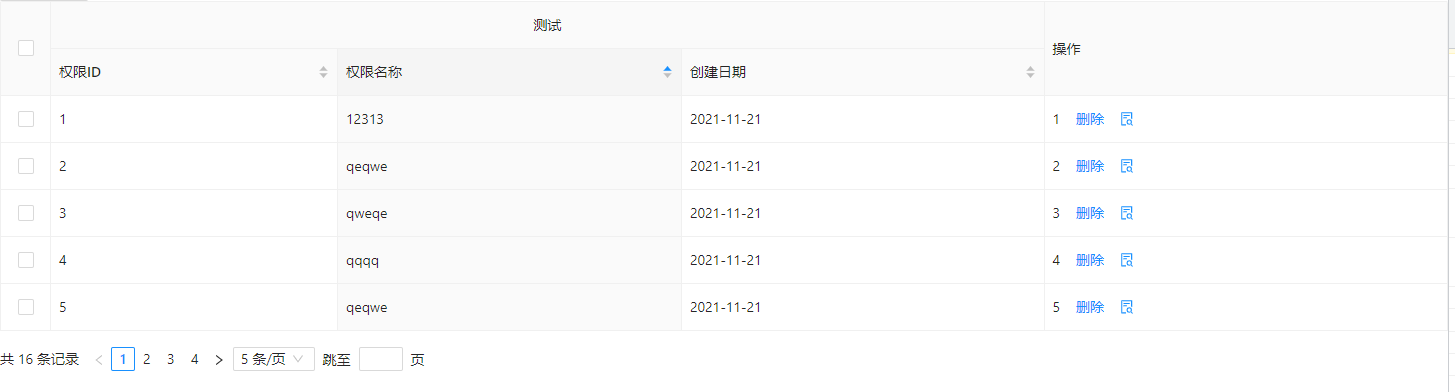 测试
操作
权限ID 权限名称 创建日期
1 12313 2021-11-21 1 删除
2 qeqwe 2021-11-21 2 删除
3 qweqe 2021-11-21 3 删除
4 qqqq 2021-11-21 4 删除
5 qeqwe 2021-11-21 5 删除
共 16 条记录 < 1 2 3 4 > 5 条/页 跳至 页